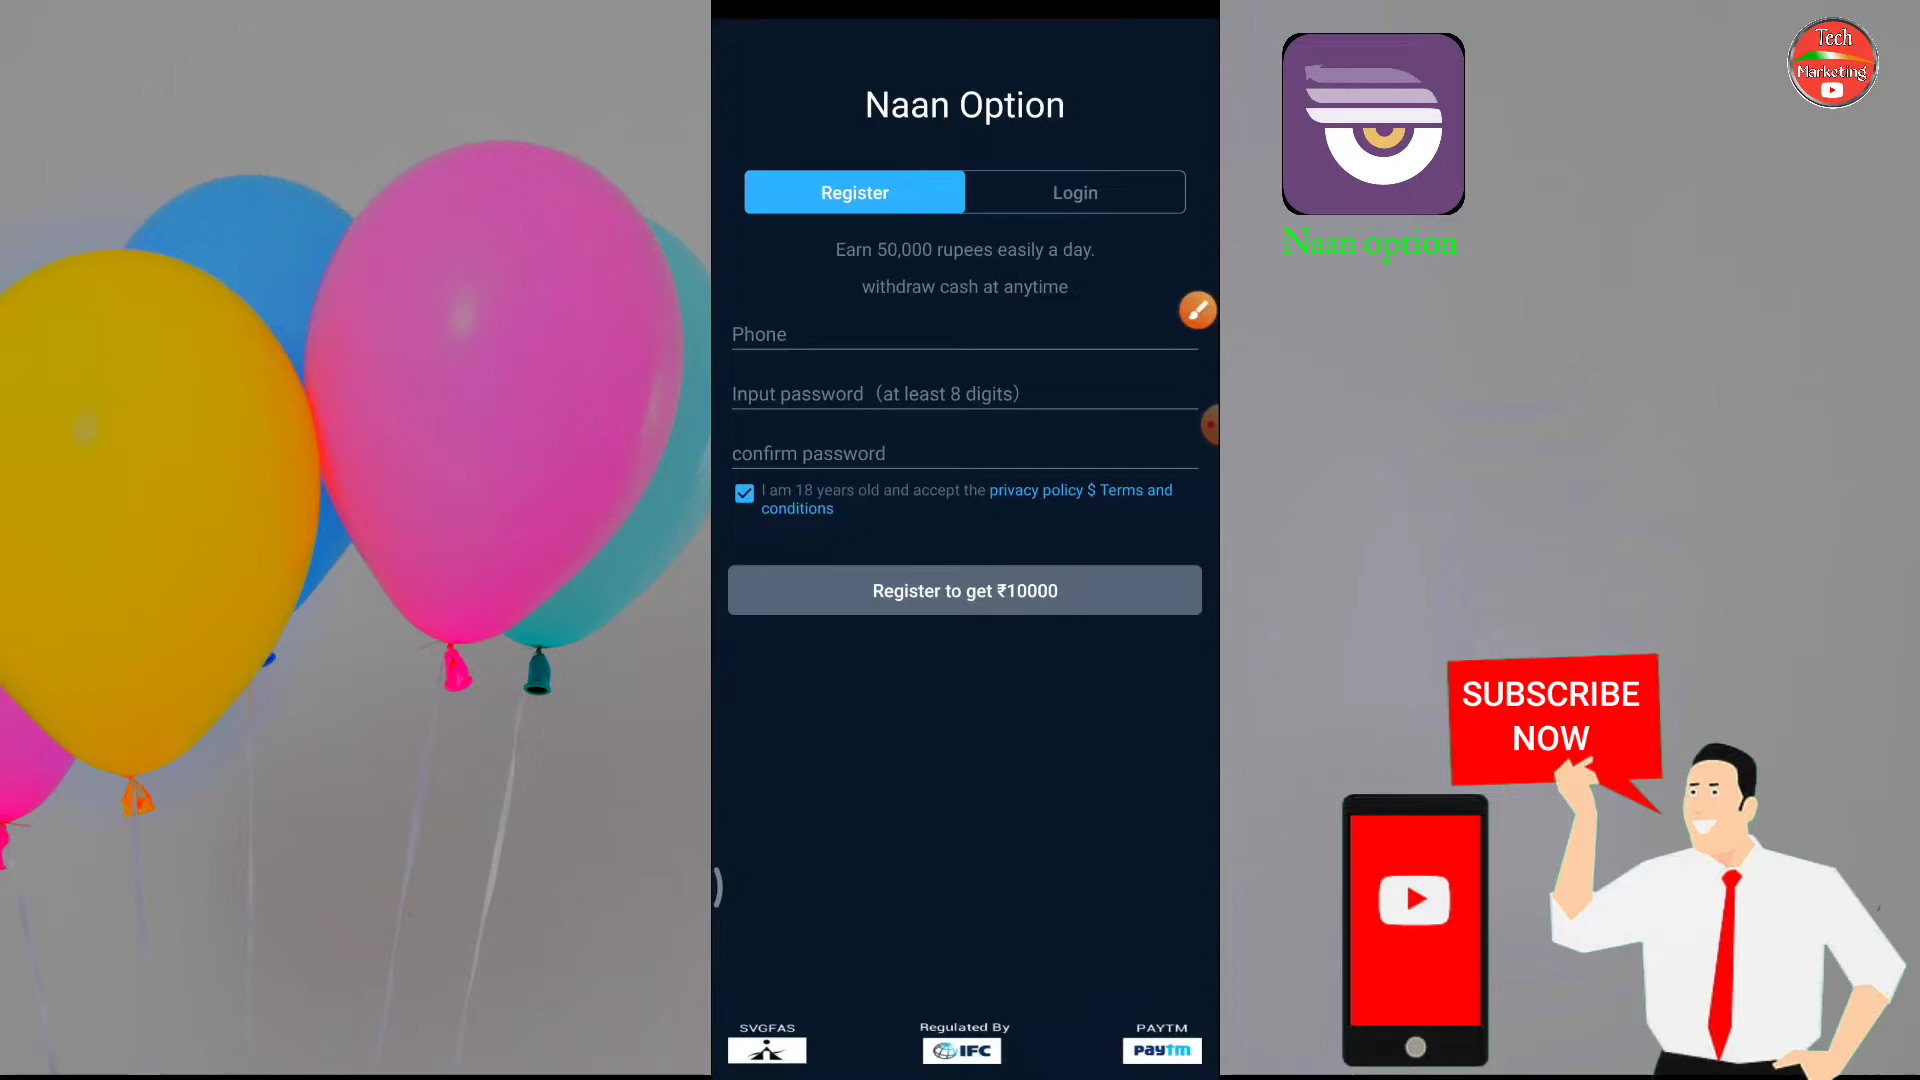 Naan Option
Register
Login
Earn 50,000 rupees easily a day.
withdraw cash at anytime
Phone
Input password（at least 8 digits）
confirm password
I am 18 years old and accept the privacy policy $ Terms and
conditions
Register to get ₹10000
SVGFAS
Regulated By
IFC
PAYTM
paytm
Naan option
Tech
Marketing
SUBSCRIBE
NOW